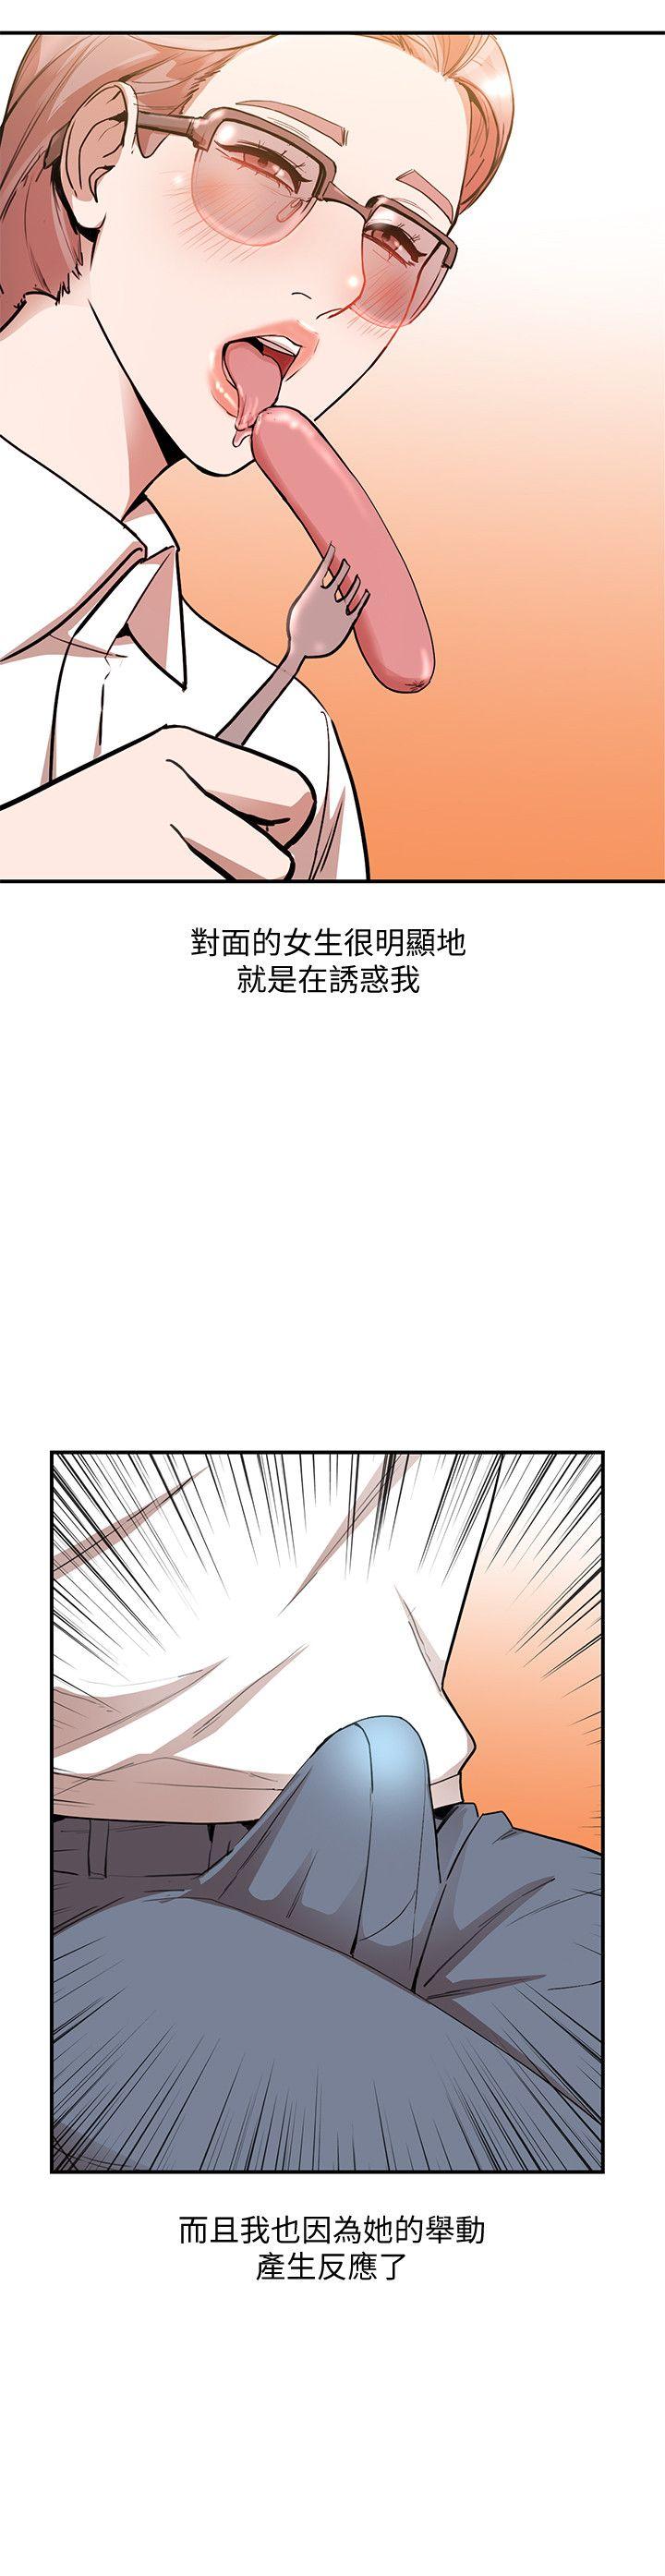 對面的女生很明顯地
就是在誘惑我
而且我也因為她的舉動
產生反應了